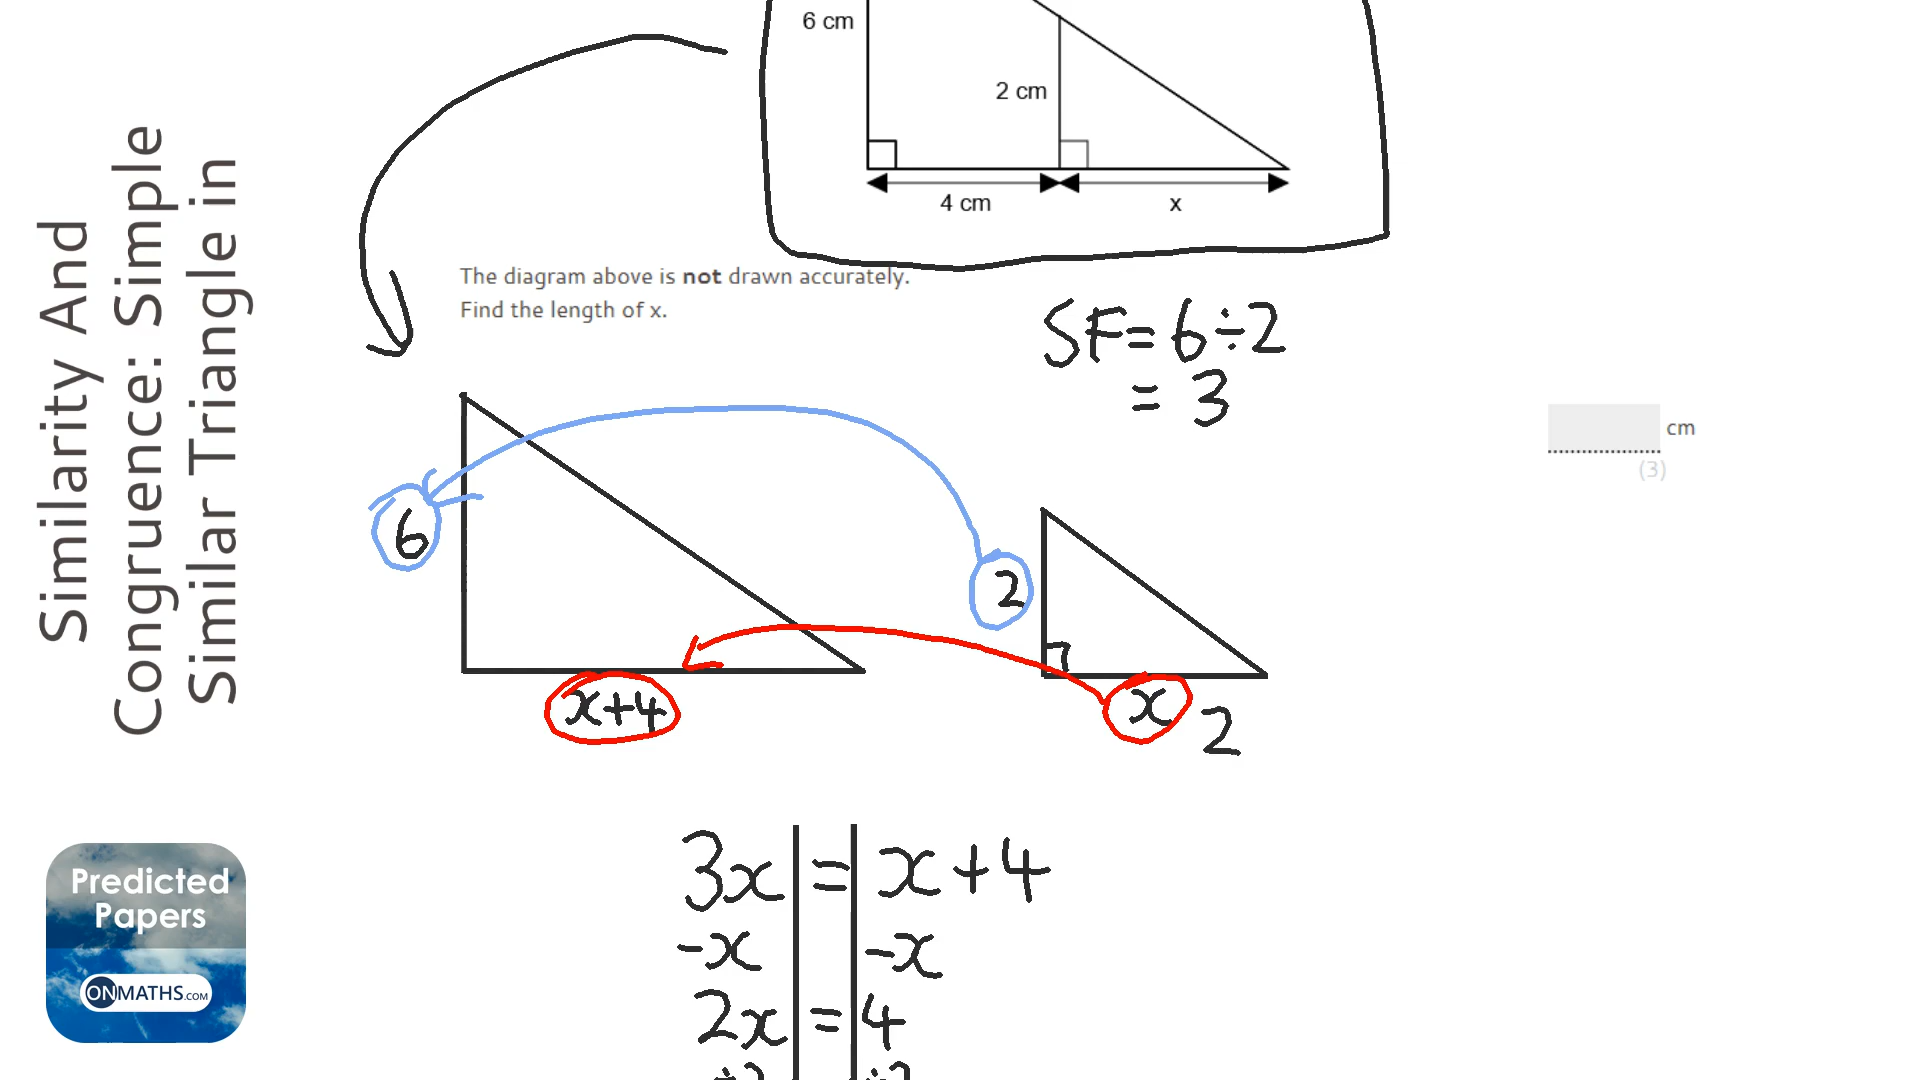 Similarity And
Congruence: Simple
Similar Triangle in
6 cm
2 cm
4 cm
x
The diagram above is not drawn accurately.
Find the length of x.
SF= 6÷2
= 3
cm
(3)
6
2
x+4
x
2
3x = x+4
-x -x
2x = 4
÷2 ÷2
Predicted
Papers
ONMATHS.COM